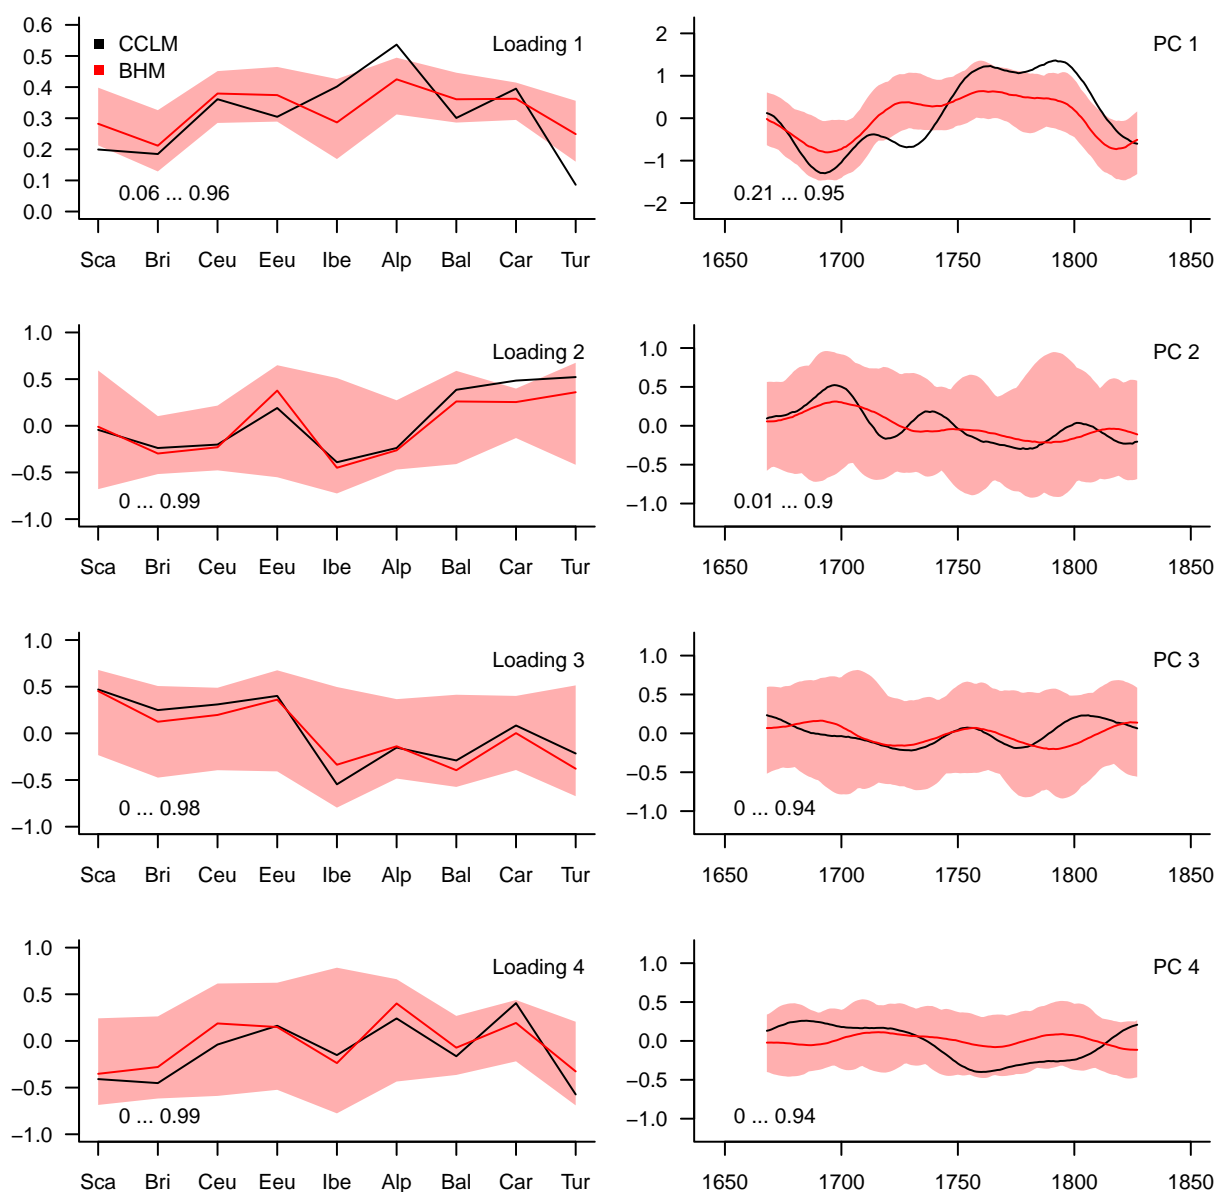 0.6
0.5
0.4
0.3
0.2
0.1
0.0
CCLM
BHM
Loading 1
0.06 ... 0.96
Sca Bri Ceu Eeu Ibe Alp Bal Car Tur
2
1
0
−1
−2
PC 1
0.21 ... 0.95
1650 1700 1750 1800 1850
1.0
0.5
0.0
−0.5
−1.0
Loading 2
0 ... 0.99
Sca Bri Ceu Eeu Ibe Alp Bal Car Tur
1.0
0.5
0.0
−0.5
−1.0
PC 2
0.01 ... 0.9
1650 1700 1750 1800 1850
1.0
0.5
0.0
−0.5
−1.0
Loading 3
0 ... 0.98
Sca Bri Ceu Eeu Ibe Alp Bal Car Tur
1.0
0.5
0.0
−0.5
−1.0
PC 3
0 ... 0.94
1650 1700 1750 1800 1850
1.0
0.5
0.0
−0.5
−1.0
Loading 4
0 ... 0.99
Sca Bri Ceu Eeu Ibe Alp Bal Car Tur
1.0
0.5
0.0
−0.5
−1.0
PC 4
0 ... 0.94
1650 1700 1750 1800 1850